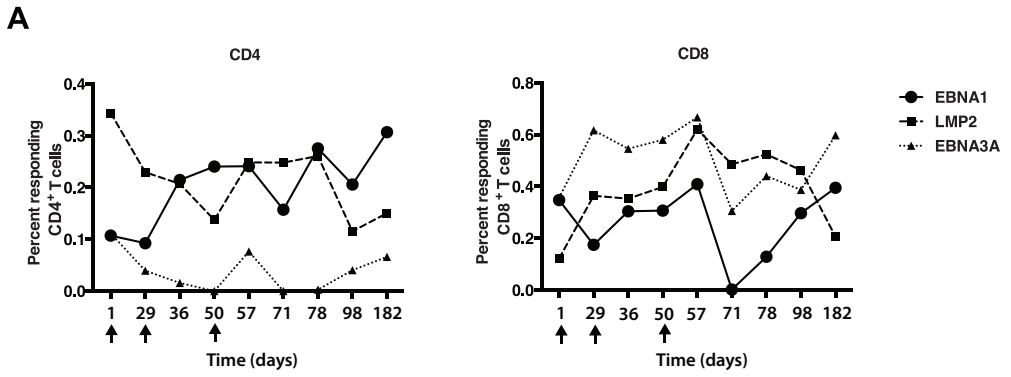 A
CD4
Percent responding
CD4+ T cells
0.4
0.3
0.2
0.1
0.0
1 29 36 50 57 71 78 98 182
Time (days)
CD8
Percent responding
CD8+ T cells
0.8
0.6
0.4
0.2
0.0
1 29 36 50 57 71 78 98 182
Time (days)
EBNA1
LMP2
EBNA3A